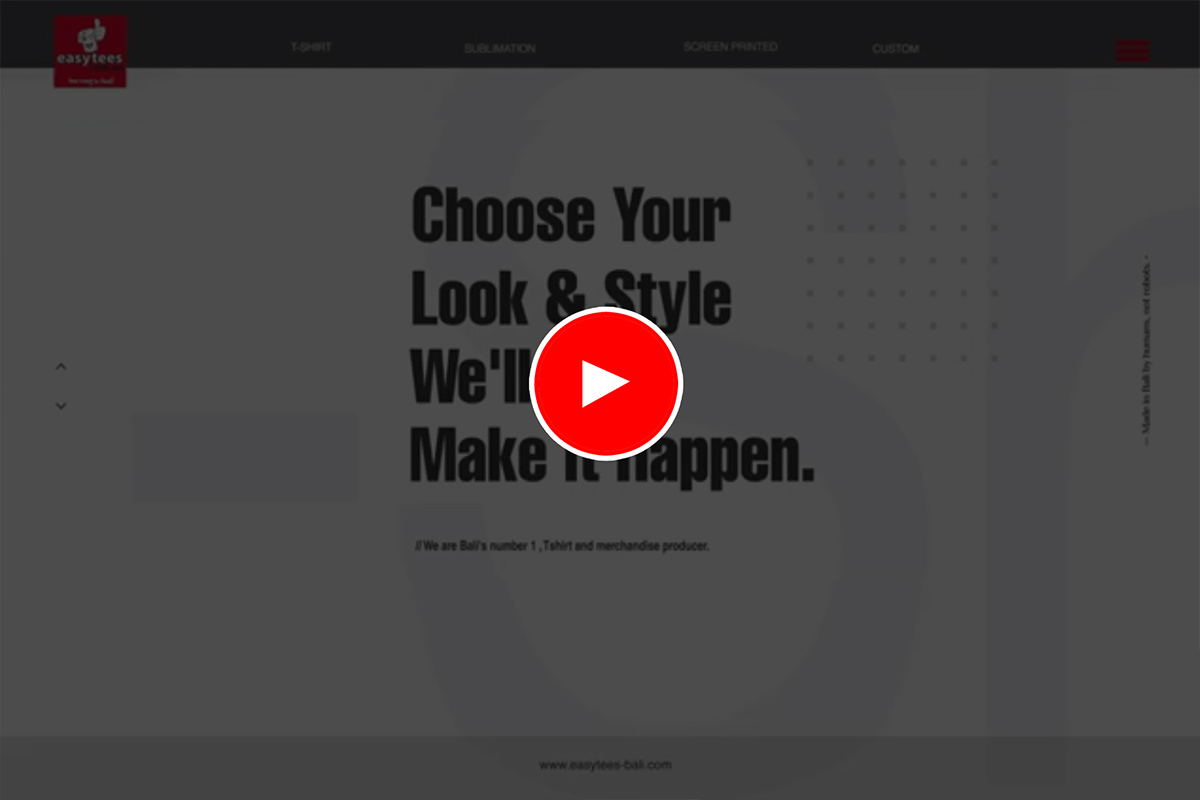 easytees
T-SHIRT
SUBLIMATION
SCREEN PRINTED
CUSTOM
Choose Your
Look & Style
We'll
Make it Happen.
// We are Bali's number 1 , Tshirt and merchandise producer.
— Made in Bali by humans, not robots. -
www.easytees-bali.com